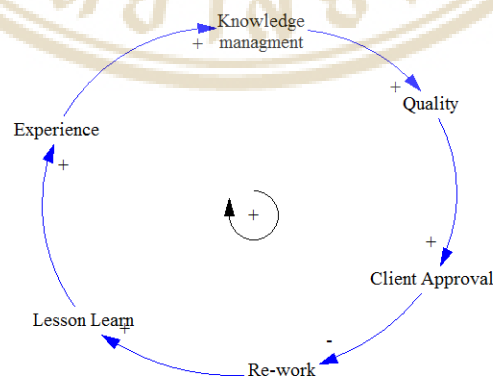 Knowledge
managment
+
+
Quality
Experience
+
+
+
Client Approval
Lesson Learn
+
-
Re-work